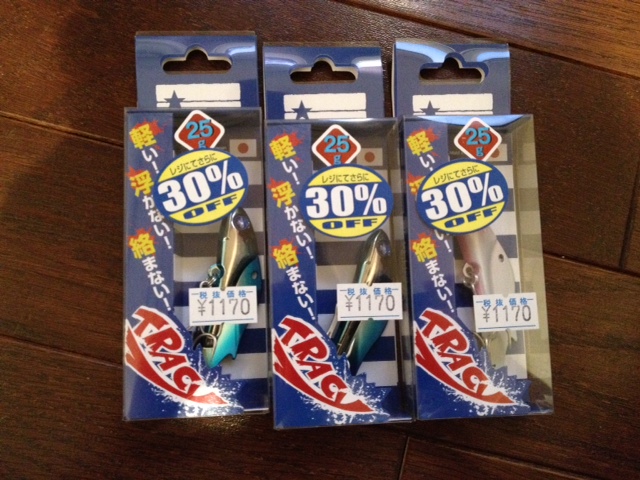 25
g
軽い!浮かない!絡まない!
レジにてさらに
30%
OFF
税抜価格
¥1170
TRACY
25
g
軽い!浮かない!絡まない!
レジにてさらに
30%
OFF
税抜価格
¥1170
TRACY
25
g
軽い!浮かない!絡まない!
レジにてさらに
30%
OFF
税抜価格
¥1170
TRACY